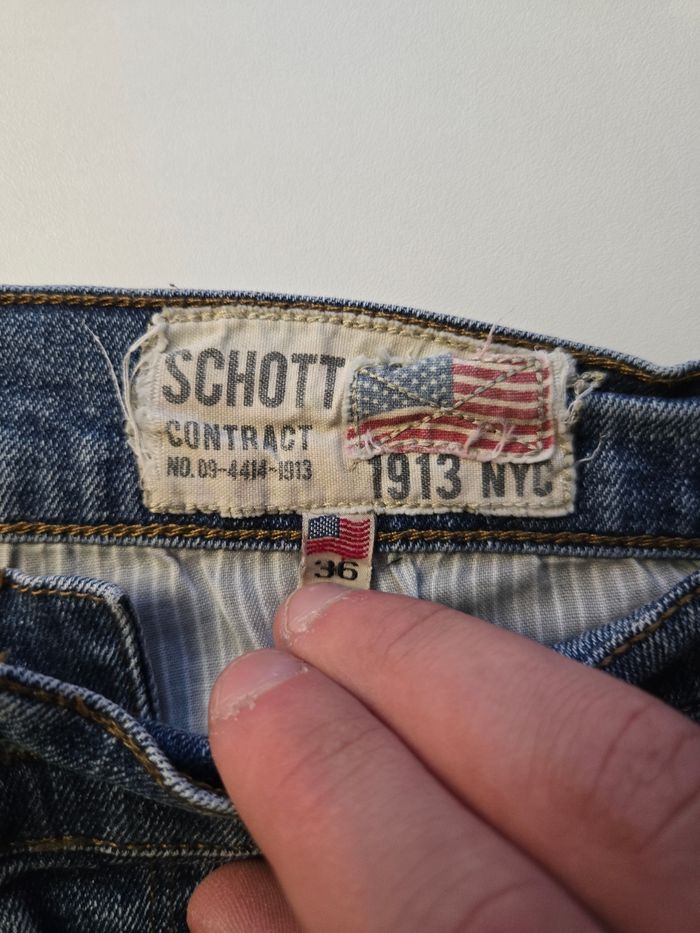 SCHOTT
CONTRACT
NO.09-4414-1913
1913 NYC
36